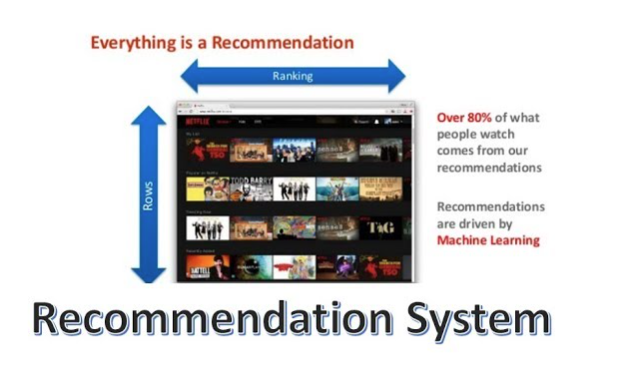 Everything is a Recommendation
Ranking
Rows
NETFLIX
Over 80% of what
people watch
comes from our
recommendations
Recommendations
are driven by
Machine Learning
Recommendation System